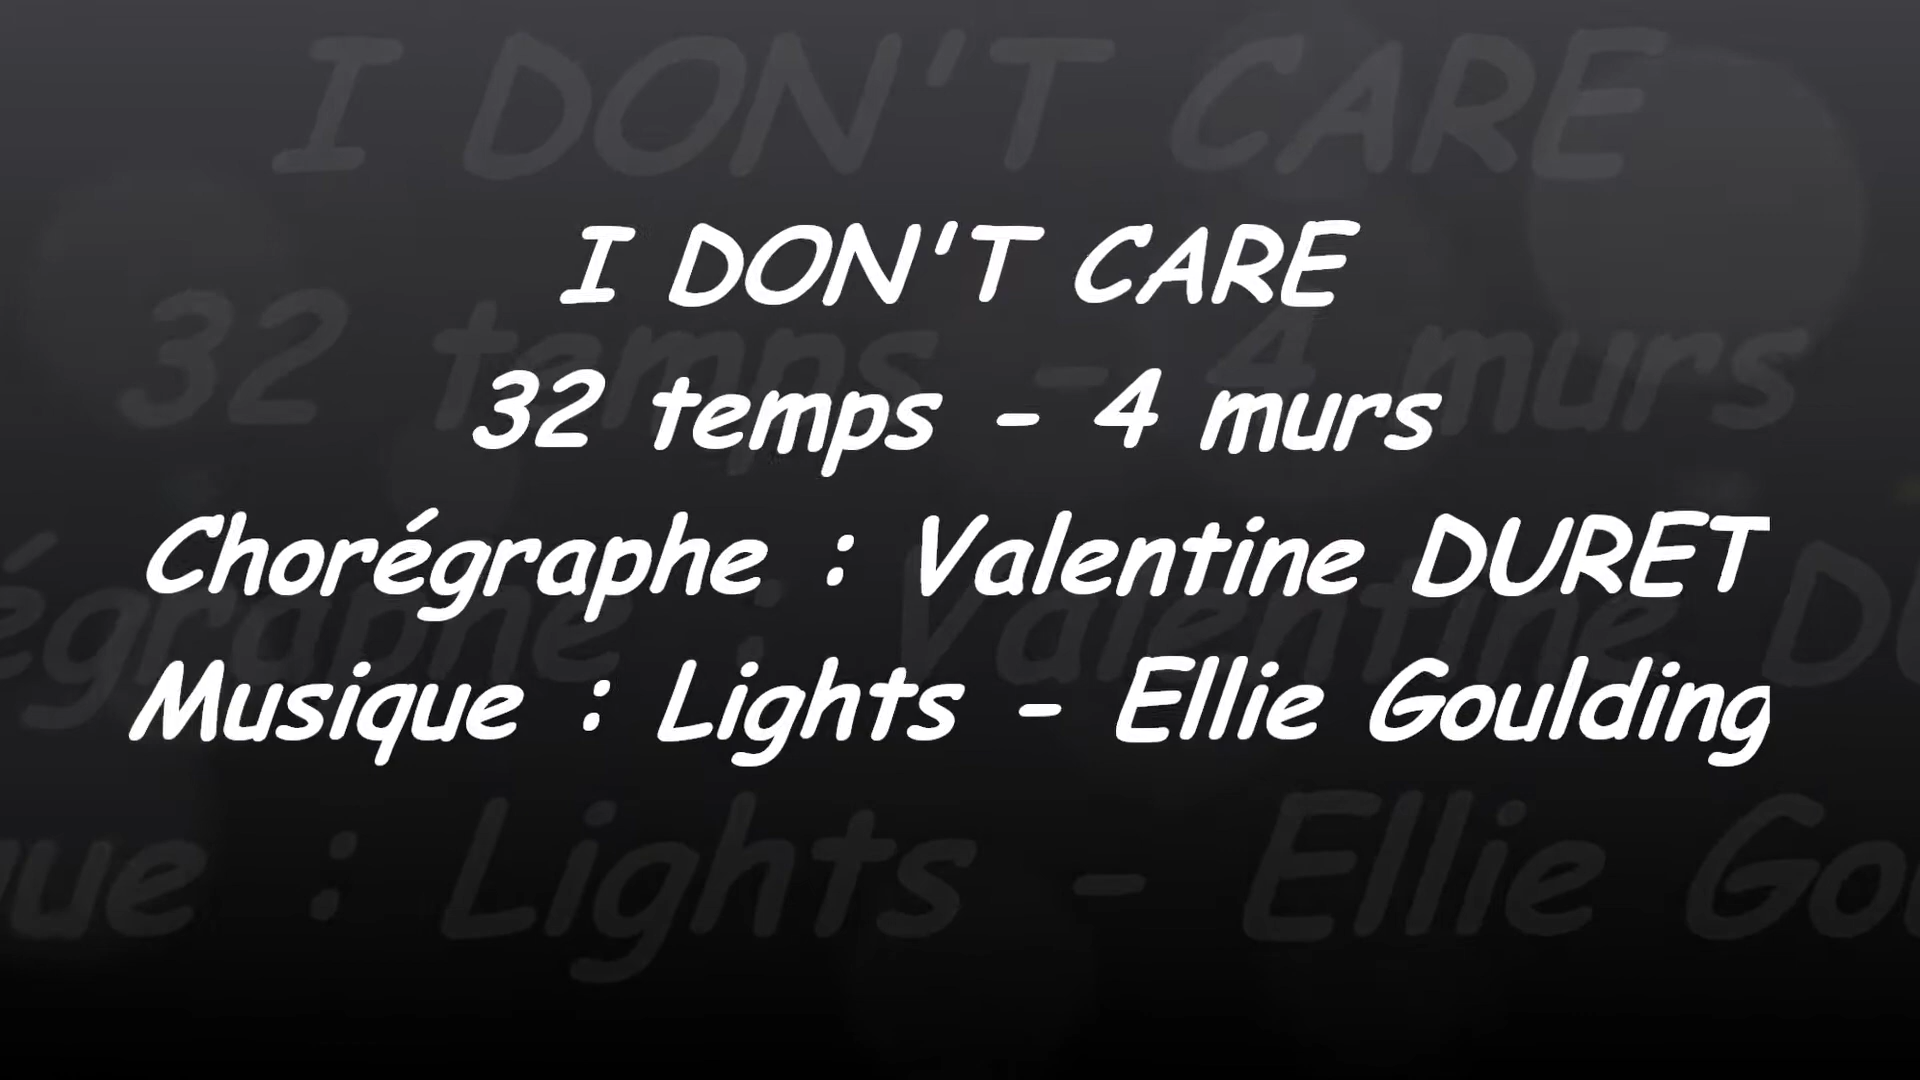 I DON'T CARE
32 temps - 4 murs
Chorégraphe : Valentine DURET
Musique : Lights - Ellie Goulding